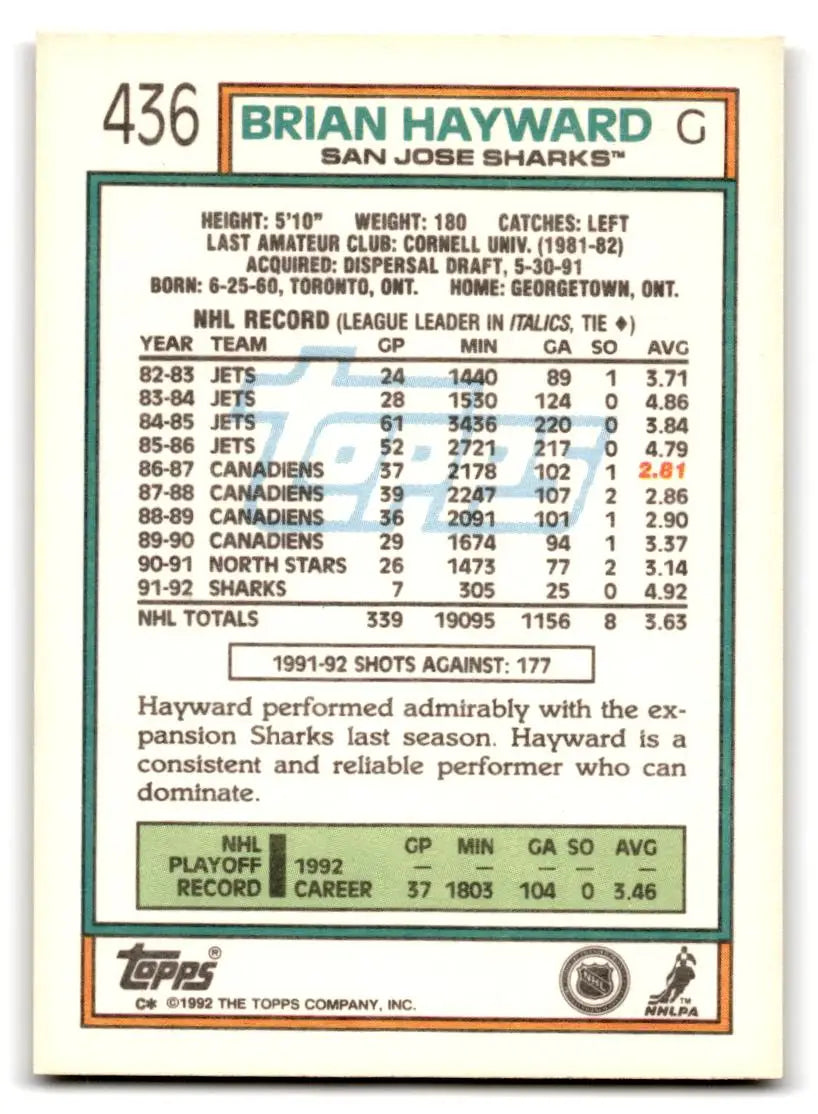 436 BRIAN HAYWARD G
SAN JOSE SHARKS™
HEIGHT: 5'10" WEIGHT: 180 CATCHES: LEFT
LAST AMATEUR CLUB: CORNELL UNIV. (1981-82)
ACQUIRED: DISPERSAL DRAFT, 5-30-91
BORN: 6-25-60, TORONTO, ONT. HOME: GEORGETOWN, ONT.
NHL RECORD (LEAGUE LEADER IN ITALICS, TIE ♦)
YEAR TEAM GP MIN GA SO AVG
82-83 JETS 24 1440 89 1 3.71
83-84 JETS 28 1530 124 0 4.86
84-85 JETS 61 3436 220 0 3.84
85-86 JETS 52 2721 217 0 4.79
86-87 CANADIENS 37 2178 102 1 2.81
87-88 CANADIENS 39 2247 107 2 2.86
88-89 CANADIENS 36 2091 101 1 2.90
89-90 CANADIENS 29 1674 94 1 3.37
90-91 NORTH STARS 26 1473 77 2 3.14
91-92 SHARKS 7 305 25 0 4.92
NHL TOTALS 339 19095 1156 8 3.63
topps
1991-92 SHOTS AGAINST: 177
Hayward performed admirably with the ex-
pansion Sharks last season. Hayward is a
consistent and reliable performer who can
dominate.
NHL GP MIN GA SO AVG
PLAYOFF 1992 — — — — —
RECORD CAREER 37 1803 104 0 3.46
topps®
C* ©1992 THE TOPPS COMPANY, INC.
NHL
™
NHLPA